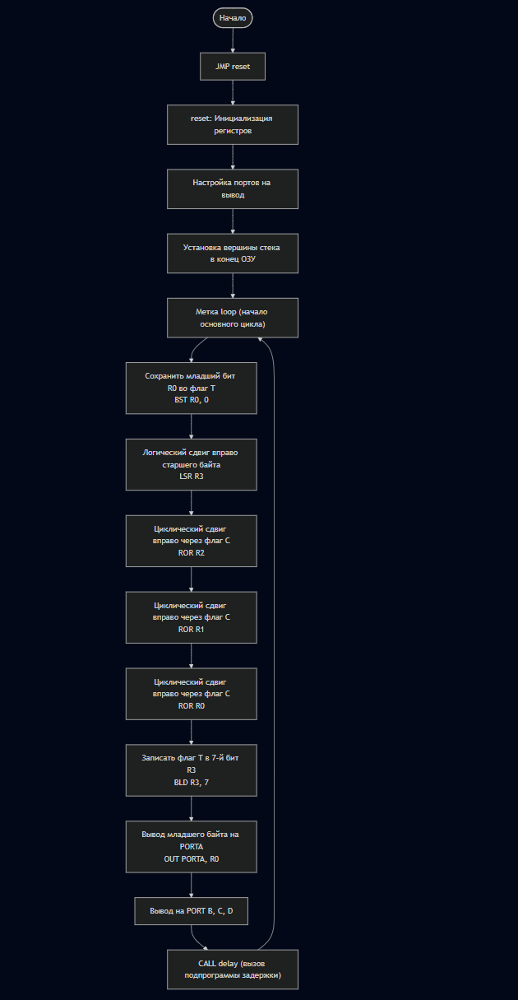 Начало
JMP reset
reset: Инициализация
регистров
Настройка портов на
вывод
Установка вершины стека
в конец ОЗУ
Метка loop (начало
основного цикла)
Сохранить младший бит
R0 во флаг T
BST R0, 0
Логический сдвиг вправо
старшего байта
LSR R3
Циклический сдвиг
вправо через флаг C
ROR R2
Циклический сдвиг
вправо через флаг C
ROR R1
Циклический сдвиг
вправо через флаг C
ROR R0
Записать флаг T в 7-й бит
R3
BLD R3, 7
Вывод младшего байта на
PORTA
OUT PORTA, R0
Вывод на PORT B, C, D
CALL delay (вызов
подпрограммы задержки)